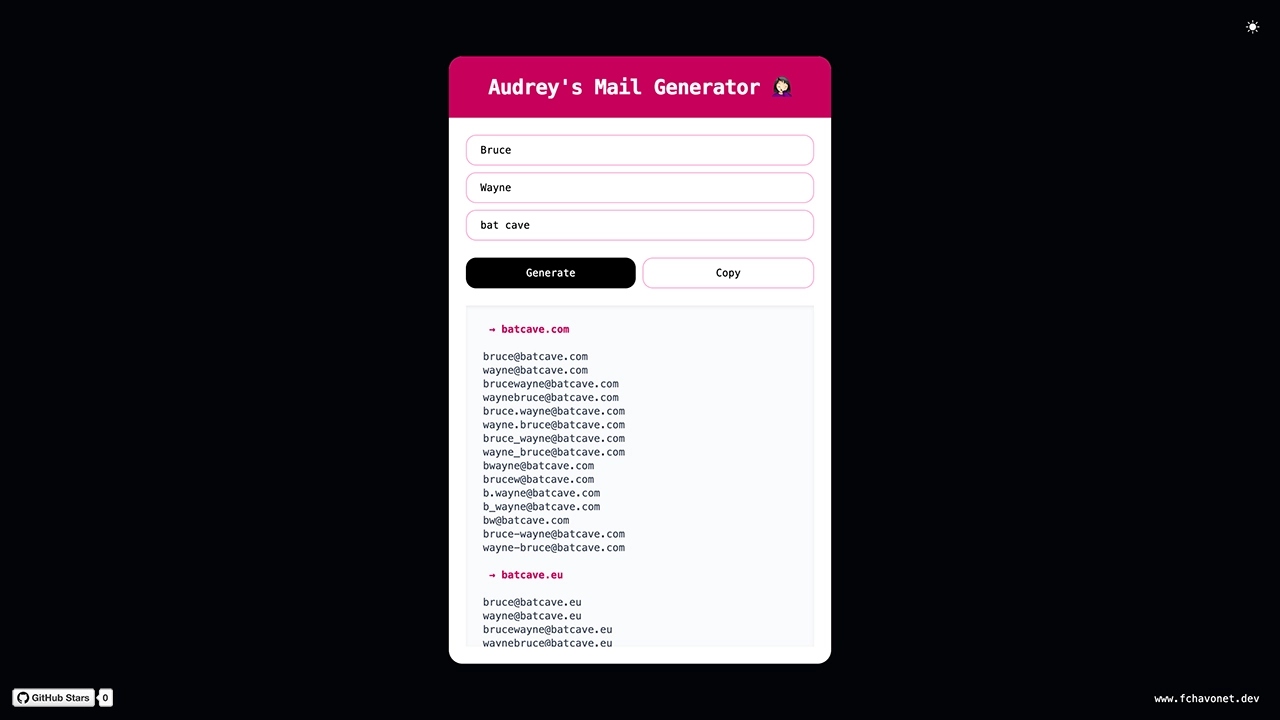 Audrey's Mail Generator
Bruce
Wayne
bat cave
Generate
Copy
→ batcave.com
bruce@batcave.com
wayne@batcave.com
brucewayne@batcave.com
waynebruce@batcave.com
bruce.wayne@batcave.com
wayne.bruce@batcave.com
bruce_wayne@batcave.com
wayne_bruce@batcave.com
bwayne@batcave.com
brucew@batcave.com
b.wayne@batcave.com
b_wayne@batcave.com
bw@batcave.com
bruce-wayne@batcave.com
wayne-bruce@batcave.com
→ batcave.eu
bruce@batcave.eu
wayne@batcave.eu
brucewayne@batcave.eu
waynebruce@batcave.eu
GitHub Stars 0
www.fchavonet.dev